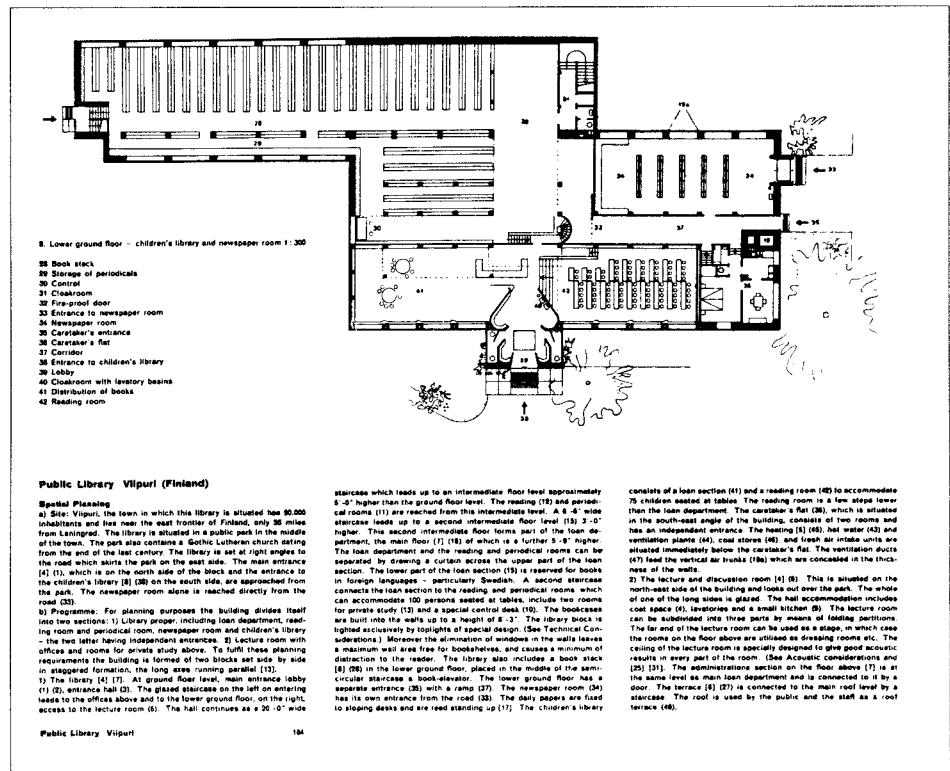 49a
54
28
39
29
34
34
33
35
30
32
37
19
36
41
42
40
39
38
8. Lower ground floor – children's library and newspaper room 1 : 300
28 Book stack
29 Storage of periodicals
30 Control
31 Cloakroom
32 Fire-proof door
33 Entrance to newspaper room
34 Newspaper room
35 Caretaker's entrance
36 Caretaker's flat
37 Corridor
38 Entrance to children's library
39 Lobby
40 Cloakroom with lavatory basins
41 Distribution of books
42 Reading room
Public Library Viipuri (Finland)
Spatial Planning
a) Site: Viipuri, the town in which this library is situated has 90.000
inhabitants and lies near the east frontier of Finland, only 95 miles
from Leningrad. The library is situated in a public park in the middle
of the town. The park also contains a Gothic Lutheran church dating
from the end of the last century. The library is set at right angles to
the road which skirts the park on the east side. The main entrance
[4] (1), which is on the north side of the block and the entrance to
the children's library [8] (38) on the south side, are approached from
the park. The newspaper room alone is reached directly from the
road (33).
b) Programme: For planning purposes the building divides itself
into two sections: 1) Library proper, including loan department, read-
ing room and periodical room, newspaper room and children's library
– the two latter having independent entrances. 2) Lecture room with
offices and rooms for private study above. To fulfil these planning
requirements the building is formed of two blocks set side by side
in staggered formation, the long axes running parallel [13].
1) The library [4] [7]. At ground floor level, main entrance lobby
(1) (2), entrance hall (3). The glazed staircase on the left on entering
leads to the offices above and to the lower ground floor, on the right,
access to the lecture room (6). The hall continues as a 20'-0" wide
staircase which leads up to an intermediate floor level approximately
5'-0" higher than the ground floor level. The reading (12) and periodi-
cal rooms (11) are reached from this intermediate level. A 6'-6" wide
staircase leads up to a second intermediate floor level (15) 3'-0"
higher. This second intermediate floor forms part of the loan de-
partment, the main floor [7] (18) of which is a further 5'-8" higher.
The loan department and the reading and periodical rooms can be
separated by drawing a curtain across the upper part of the loan
section. The lower part of the loan section (15) is reserved for books
in foreign languages – particularly Swedish. A second staircase
connects the loan section to the reading and periodical rooms which
can accommodate 100 persons seated at tables, include two rooms
for private study (13) and a special control desk (10). The bookcases
are built into the walls up to a height of 8'-3". The library block is
lighted exclusively by toplights of special design. (See Technical Con-
siderations.) Moreover the elimination of windows in the walls leaves
a maximum wall area free for bookshelves, and causes a minimum of
distraction to the reader. The library also includes a book stack
[8] (28) in the lower ground floor, placed in the middle of the semi-
circular staircase a book-elevator. The lower ground floor has a
separate entrance (35) with a ramp (37). The newspaper room (34)
has its own entrance from the road (33). The daily papers are fixed
to sloping desks and are read standing up [17]. The children's library
consists of a loan section (41) and a reading room (42) to accommodate
75 children seated at tables. The reading room is a few steps lower
than the loan department. The caretaker's flat (36), which is situated
in the south-east angle of the building, consists of two rooms and
has an independent entrance. The heating [5] (45), hot water (43) and
ventilation plants (44), coal stores (46), and fresh air intake units are
situated immediately below the caretaker's flat. The ventilation ducts
(47) feed the vertical air trunks (19a) which are concealed in the thick-
ness of the walls.
2) The lecture and discussion room [4] (6). This is situated on the
north-east side of the building and looks out over the park. The whole
of one of the long sides is glazed. The hall accommodation includes
coat space (4), lavatories and a small kitchen (9). The lecture room
can be subdivided into three parts by means of folding partitions.
The far end of the lecture room can be used as a stage, in which case
the rooms on the floor above are utilised as dressing rooms etc. The
ceiling of the lecture room is specially designed to give good acoustic
results in every part of the room. (See Acoustic considerations and
[25] [31]. The administrations section on the floor above [7] is at
the same level as main loan department and is connected to it by a
door. The terrace [6] (27) is connected to the main roof level by a
staircase. The roof is used by the public and the staff as a roof
terrace (49).
Public Library Viipuri 184